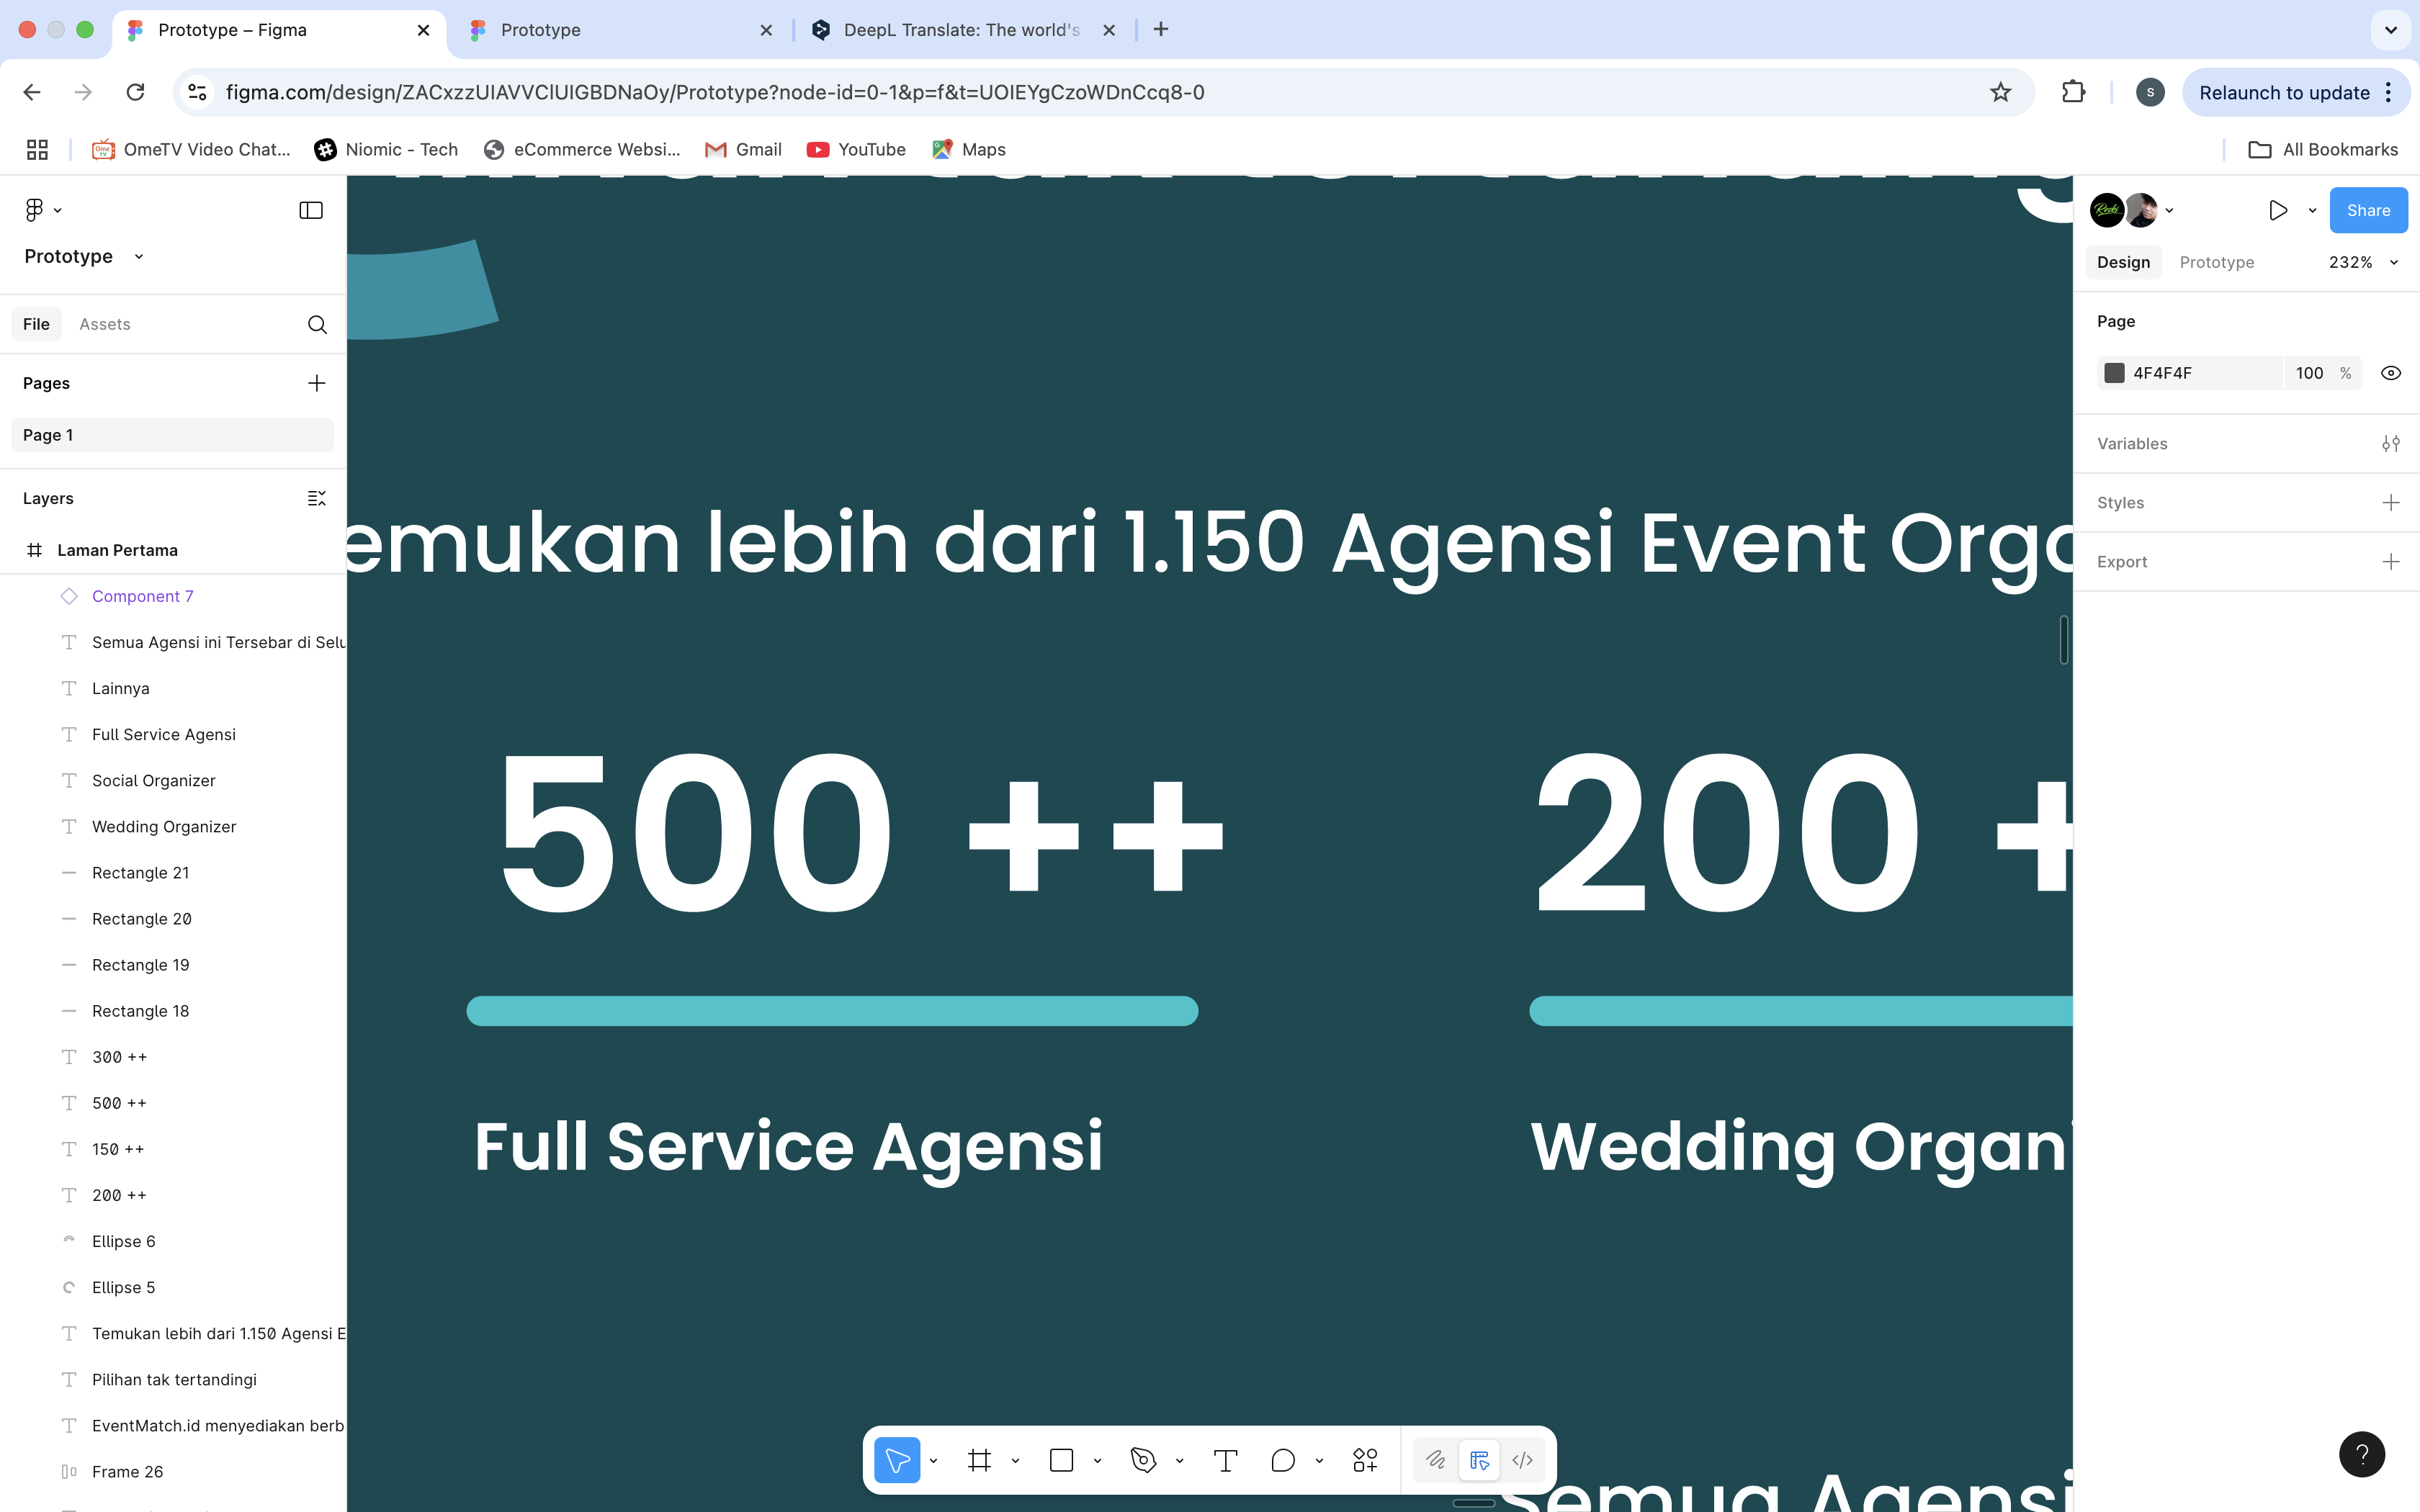 Prototype – Figma
Prototype
DeepL Translate: The world's
figma.com/design/ZACxzzUIAVVClUIGBDNaOy/Prototype?node-id=0-1&p=f&t=UOIEYgCzoWDnCcq8-0
S
Relaunch to update
OmeTV Video Chat...
Niomic - Tech
eCommerce Websi...
Gmail
YouTube
Maps
All Bookmarks
Prototype
File
Assets
Pages
Page 1
Layers
Laman Pertama
Component 7
Semua Agensi ini Tersebar di Selu
Lainnya
Full Service Agensi
Social Organizer
Wedding Organizer
Rectangle 21
Rectangle 20
Rectangle 19
Rectangle 18
300 ++
500 ++
150 ++
200 ++
Ellipse 6
Ellipse 5
Temukan lebih dari 1.150 Agensi E
Pilihan tak tertandingi
EventMatch.id menyediakan berb
Frame 26
emukan lebih dari 1.150 Agensi Event Orga
500 ++
200 +
Full Service Agensi
Wedding Organi
Semua Agensi
Share
Design
Prototype
232%
Page
4F4F4F
100 %
Variables
Styles
Export
?